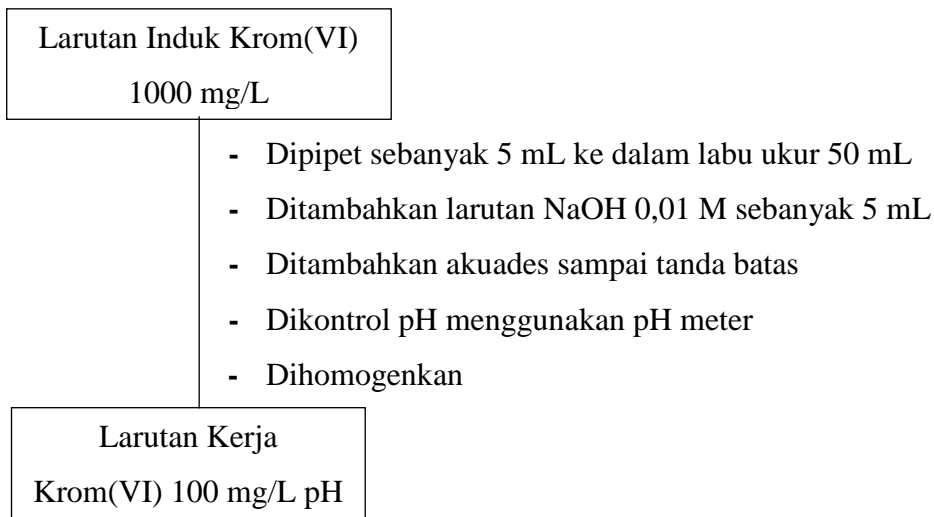 Larutan Induk Krom(VI)
1000 mg/L
- Dipipet sebanyak 5 mL ke dalam labu ukur 50 mL
- Ditambahkan larutan NaOH 0,01 M sebanyak 5 mL
- Ditambahkan akuades sampai tanda batas
- Dikontrol pH menggunakan pH meter
- Dihomogenkan
Larutan Kerja
Krom(VI) 100 mg/L pH